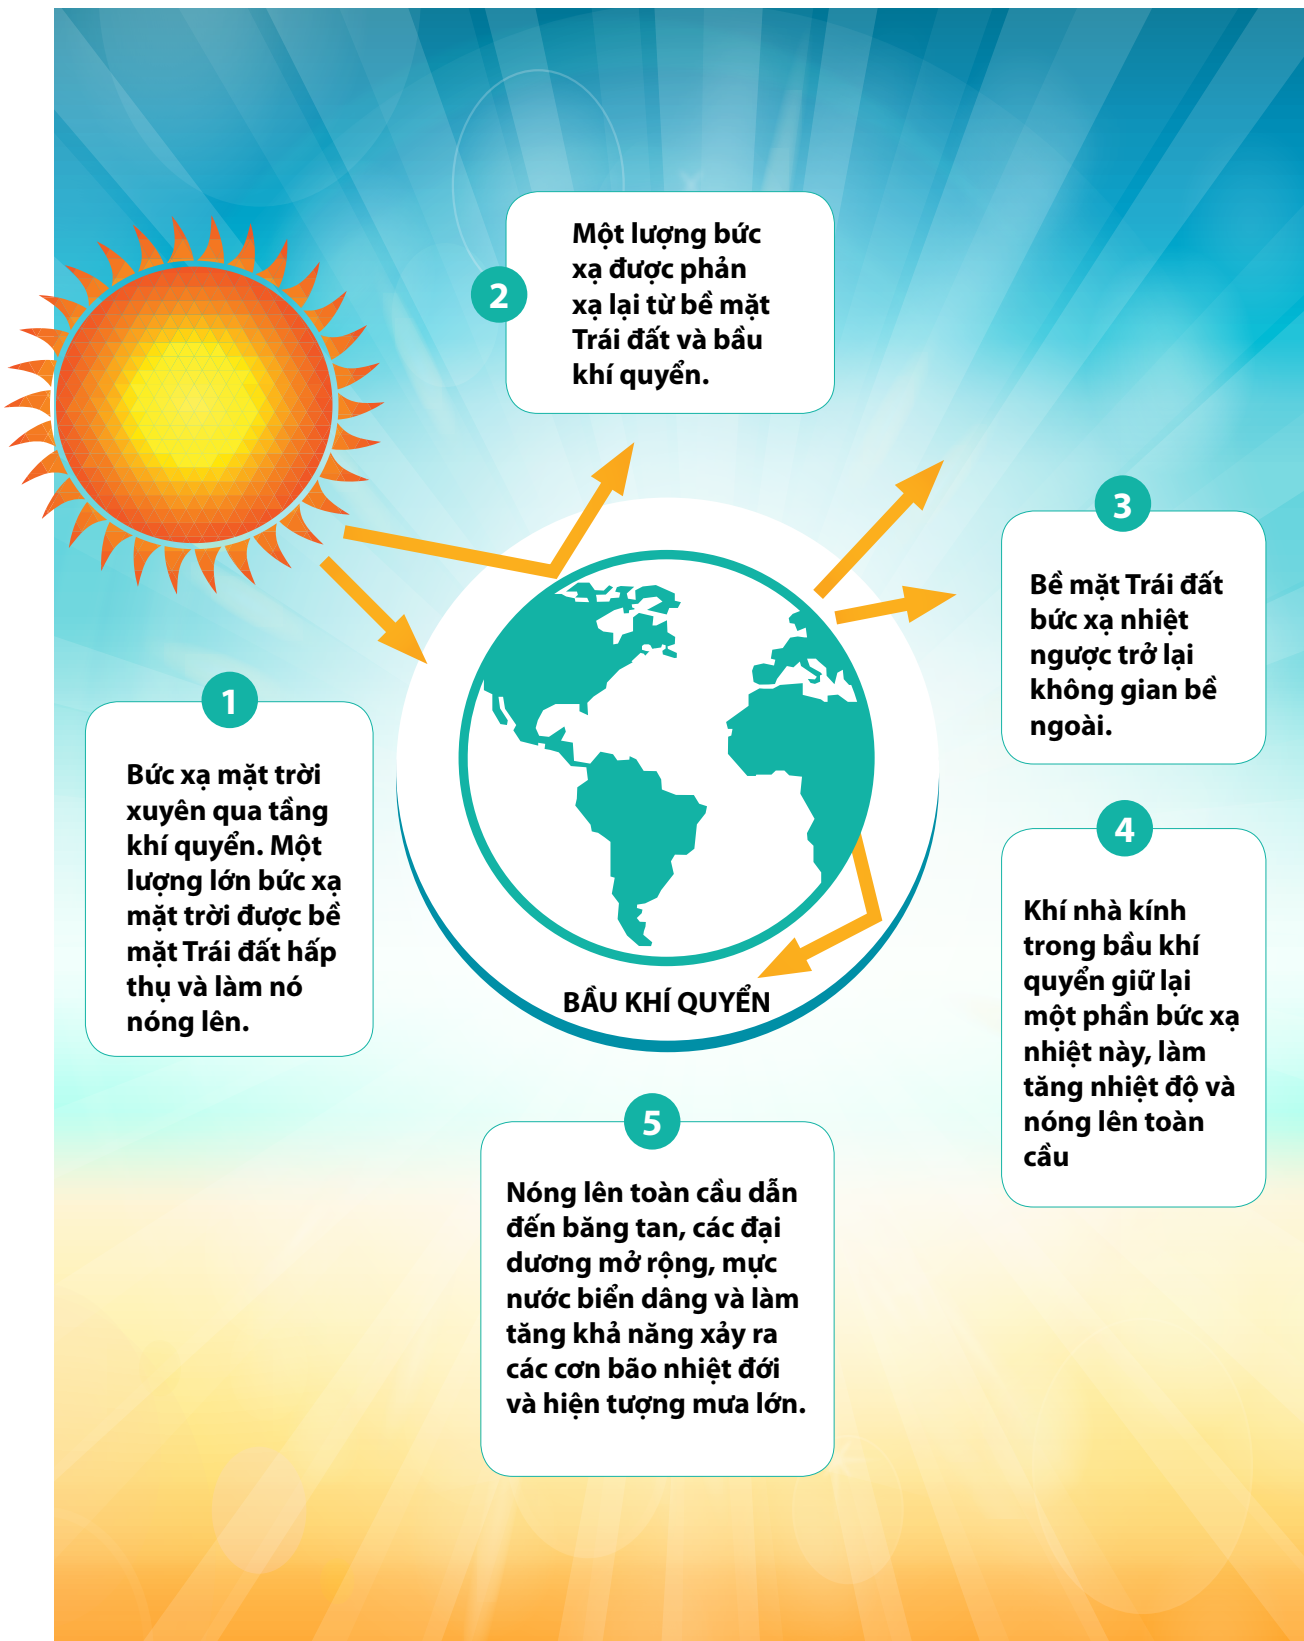 1
Bức xạ mặt trời
xuyên qua tầng
khí quyển. Một
lượng lớn bức xạ
mặt trời được bề
mặt Trái đất hấp
thụ và làm nó
nóng lên.
2
Một lượng bức
xạ được phản
xạ lại từ bề mặt
Trái đất và bầu
khí quyển.
3
Bề mặt Trái đất
bức xạ nhiệt
ngược trở lại
không gian bề
ngoài.
4
Khí nhà kính
trong bầu khí
quyển giữ lại
một phần bức xạ
nhiệt này, làm
tăng nhiệt độ và
nóng lên toàn
cầu
BẦU KHÍ QUYỂN
5
Nóng lên toàn cầu dẫn
đến băng tan, các đại
dương mở rộng, mực
nước biển dâng và làm
tăng khả năng xảy ra
các cơn bão nhiệt đới
và hiện tượng mưa lớn.